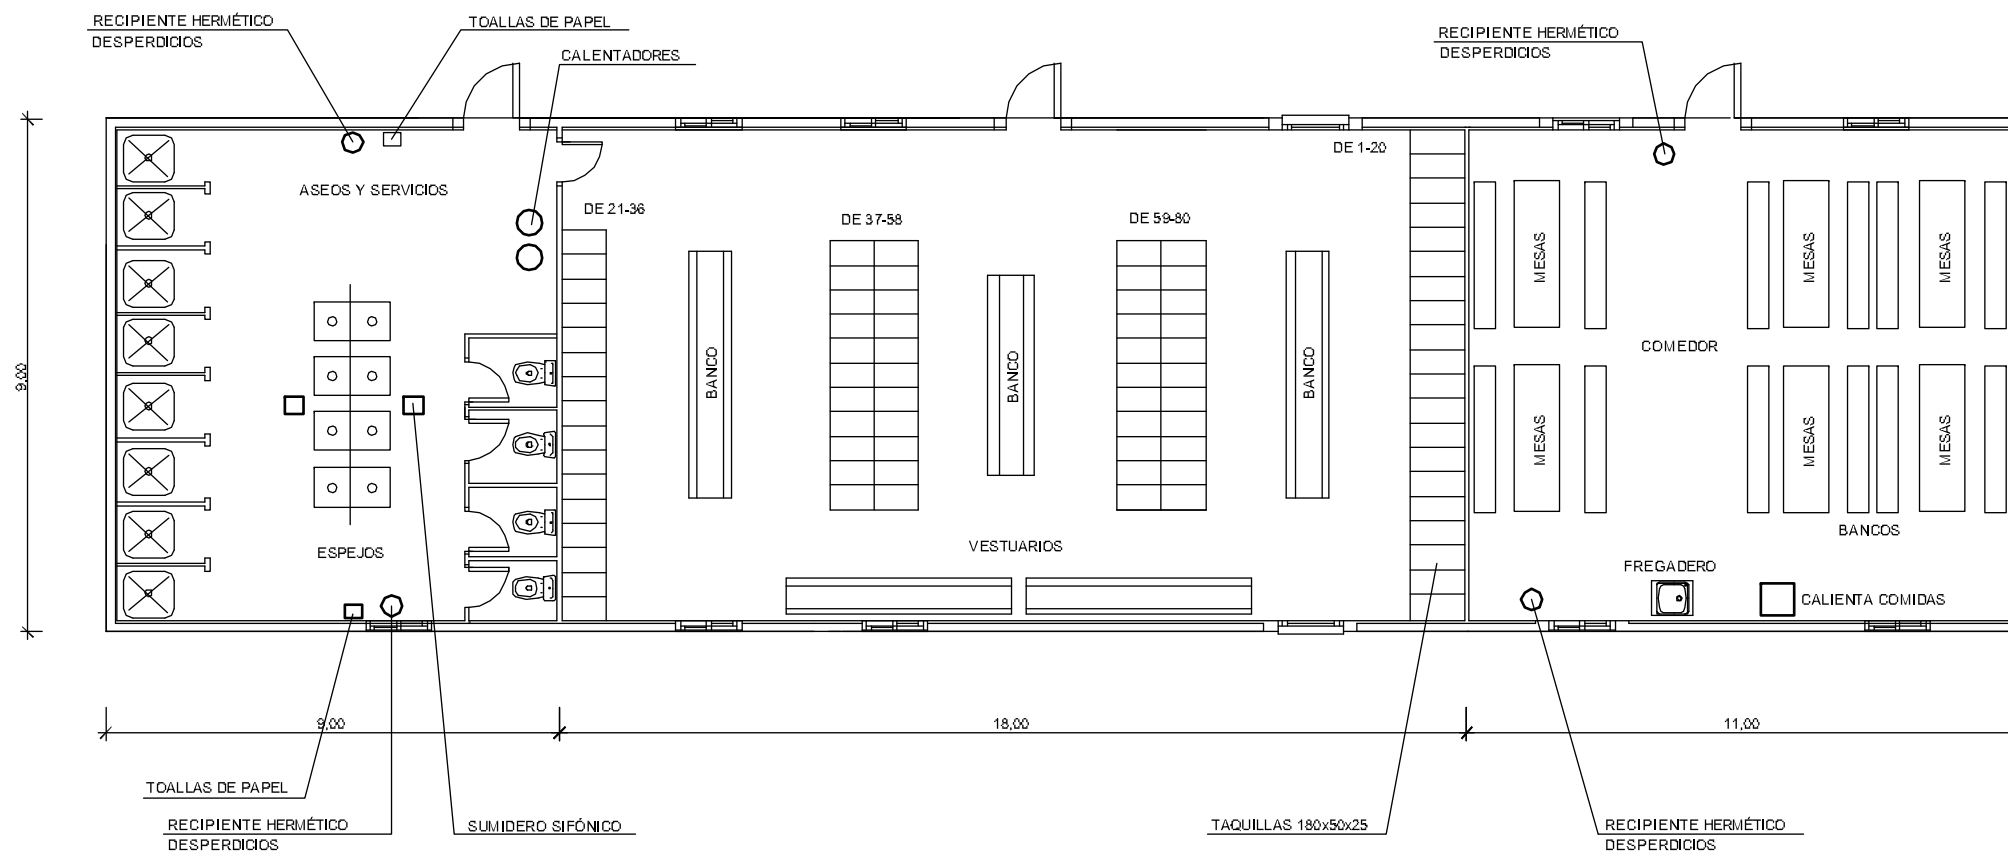 RECIPIENTE HERMÉTICO
DESPERDICIOS
TOALLAS DE PAPEL
CALENTADORES
RECIPIENTE HERMÉTICO
DESPERDICIOS
ASEOS Y SERVICIOS
DE 21-36
DE 37-58
DE 59-80
DE 1-20
MESAS
MESAS
MESAS
COMEDOR
BANCO
BANCO
BANCO
MESAS
MESAS
MESAS
ESPEJOS
VESTUARIOS
BANCOS
FREGADERO
CALIENTA COMIDAS
9,00
9,00
18,00
11,00
TOALLAS DE PAPEL
RECIPIENTE HERMÉTICO
DESPERDICIOS
SUMIDERO SIFÓNICO
TAQUILLAS 180x50x25
RECIPIENTE HERMÉTICO
DESPERDICIOS